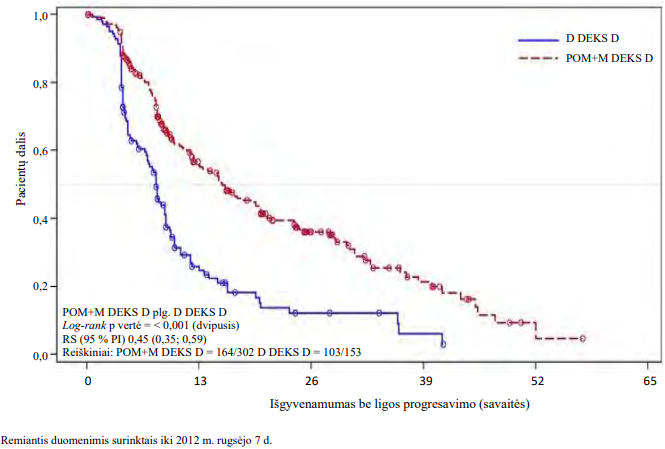 1,0
0,8
0,6
0,4
0,2
0,0
Pacientų dalis
D DEKS D
POM+M DEKS D
POM+M DEKS D plg. D DEKS D
Log-rank p vertė = < 0,001 (dvipusis)
RS (95 % PI) 0,45 (0,35; 0,59)
Reiškiniai: POM+M DEKS D = 164/302 D DEKS D = 103/153
0 13 26 39 52 65
Išgyvenamumas be ligos progresavimo (savaitės)
Remiantis duomenimis surinktais iki 2012 m. rugsėjo 7 d.